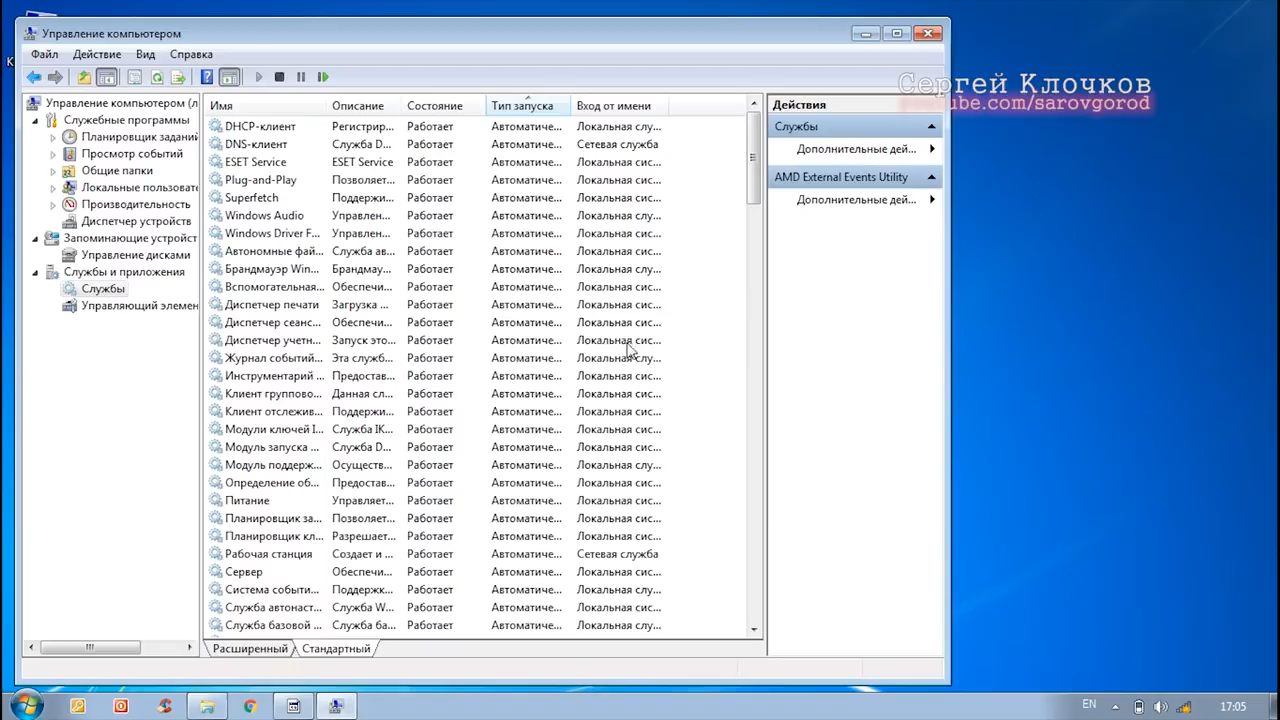 Управление компьютером
Файл Действие Вид Справка
Сергей Клочков
Управление компьютером (л
Служебные программы
Планировщик заданий
Просмотр событий
Общие папки
Локальные пользовате
Производительность
Диспетчер устройств
Запоминающие устройст
Управление дисками
Службы и приложения
Службы
Управляющий элемен
Имя Описание Состояние Тип запуска Вход от имени
DHCP-клиент Регистрир... Работает Автоматиче... Локальная слу...
DNS-клиент Служба D... Работает Автоматиче... Сетевая служба
ESET Service ESET Service Работает Автоматиче... Локальная сис...
Plug-and-Play Позволяет... Работает Автоматиче... Локальная сис...
Superfetch Поддержи... Работает Автоматиче... Локальная сис...
Windows Audio Управлен... Работает Автоматиче... Локальная слу...
Windows Driver F... Управлен... Работает Автоматиче... Локальная сис...
Автономные фай... Служба ав... Работает Автоматиче... Локальная сис...
Брандмауэр Win... Брандмау... Работает Автоматиче... Локальная слу...
Вспомогательная... Обеспечи... Работает Автоматиче... Локальная сис...
Диспетчер печати Загрузка ... Работает Автоматиче... Локальная сис...
Диспетчер сеанс... Обеспечи... Работает Автоматиче... Локальная сис...
Диспетчер учетн... Запуск это... Работает Автоматиче... Локальная сис...
Журнал событий... Эта служб... Работает Автоматиче... Локальная слу...
Инструментарий ... Предостав... Работает Автоматиче... Локальная сис...
Клиент группово... Данная сл... Работает Автоматиче... Локальная сис...
Клиент отслежив... Поддержи... Работает Автоматиче... Локальная сис...
Модули ключей I... Служба IK... Работает Автоматиче... Локальная сис...
Модуль запуска ... Служба D... Работает Автоматиче... Локальная сис...
Модуль поддерж... Осуществ... Работает Автоматиче... Локальная слу...
Определение об... Предостав... Работает Автоматиче... Локальная сис...
Питание Управляет... Работает Автоматиче... Локальная сис...
Планировщик за... Позволяет... Работает Автоматиче... Локальная сис...
Планировщик кл... Разрешает... Работает Автоматиче... Локальная сис...
Рабочая станция Создает и ... Работает Автоматиче... Сетевая служба
Сервер Обеспечи... Работает Автоматиче... Локальная сис...
Система событи... Поддержк... Работает Автоматиче... Локальная слу...
Служба автонаст... Служба W... Работает Автоматиче... Локальная сис...
Служба базовой ... Служба ба... Работает Автоматиче... Локальная слу...
Расширенный Стандартный
Действия
Службы
Дополнительные дей...
AMD External Events Utility
Дополнительные дей...
EN 17:05